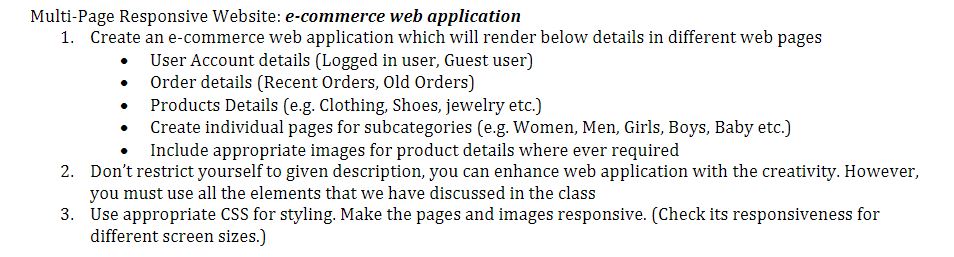 Multi-Page Responsive Website: e-commerce web application
1. Create an e-commerce web application which will render below details in different web pages
• User Account details (Logged in user, Guest user)
• Order details (Recent Orders, Old Orders)
• Products Details (e.g. Clothing, Shoes, jewelry etc.)
• Create individual pages for subcategories (e.g. Women, Men, Girls, Boys, Baby etc.)
• Include appropriate images for product details where ever required
2. Don’t restrict yourself to given description, you can enhance web application with the creativity. However,
you must use all the elements that we have discussed in the class
3. Use appropriate CSS for styling. Make the pages and images responsive. (Check its responsiveness for
different screen sizes.)